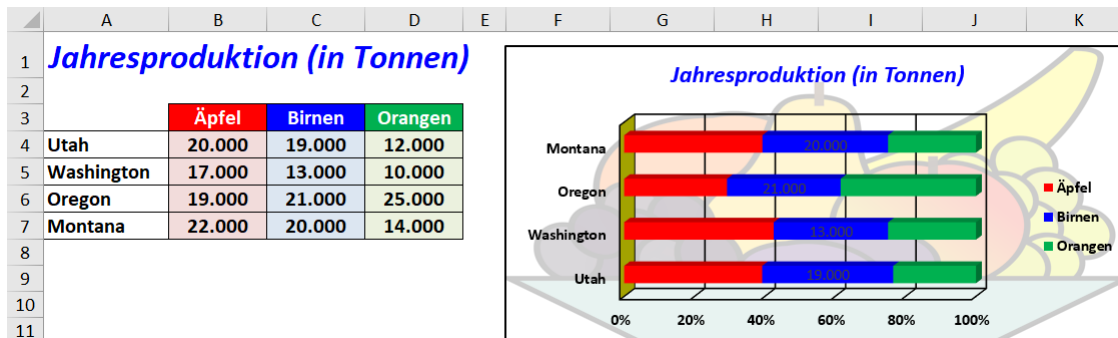 A B C D E F G H I J K
1 Jahresproduktion (in Tonnen)
2
3 Äpfel Birnen Orangen
4 Utah 20.000 19.000 12.000
5 Washington 17.000 13.000 10.000
6 Oregon 19.000 21.000 25.000
7 Montana 22.000 20.000 14.000
8
9
10
11
Jahresproduktion (in Tonnen)
Montana 20.000
Oregon 21.000
Washington 13.000
Utah 19.000
0% 20% 40% 60% 80% 100%
Äpfel
Birnen
Orangen